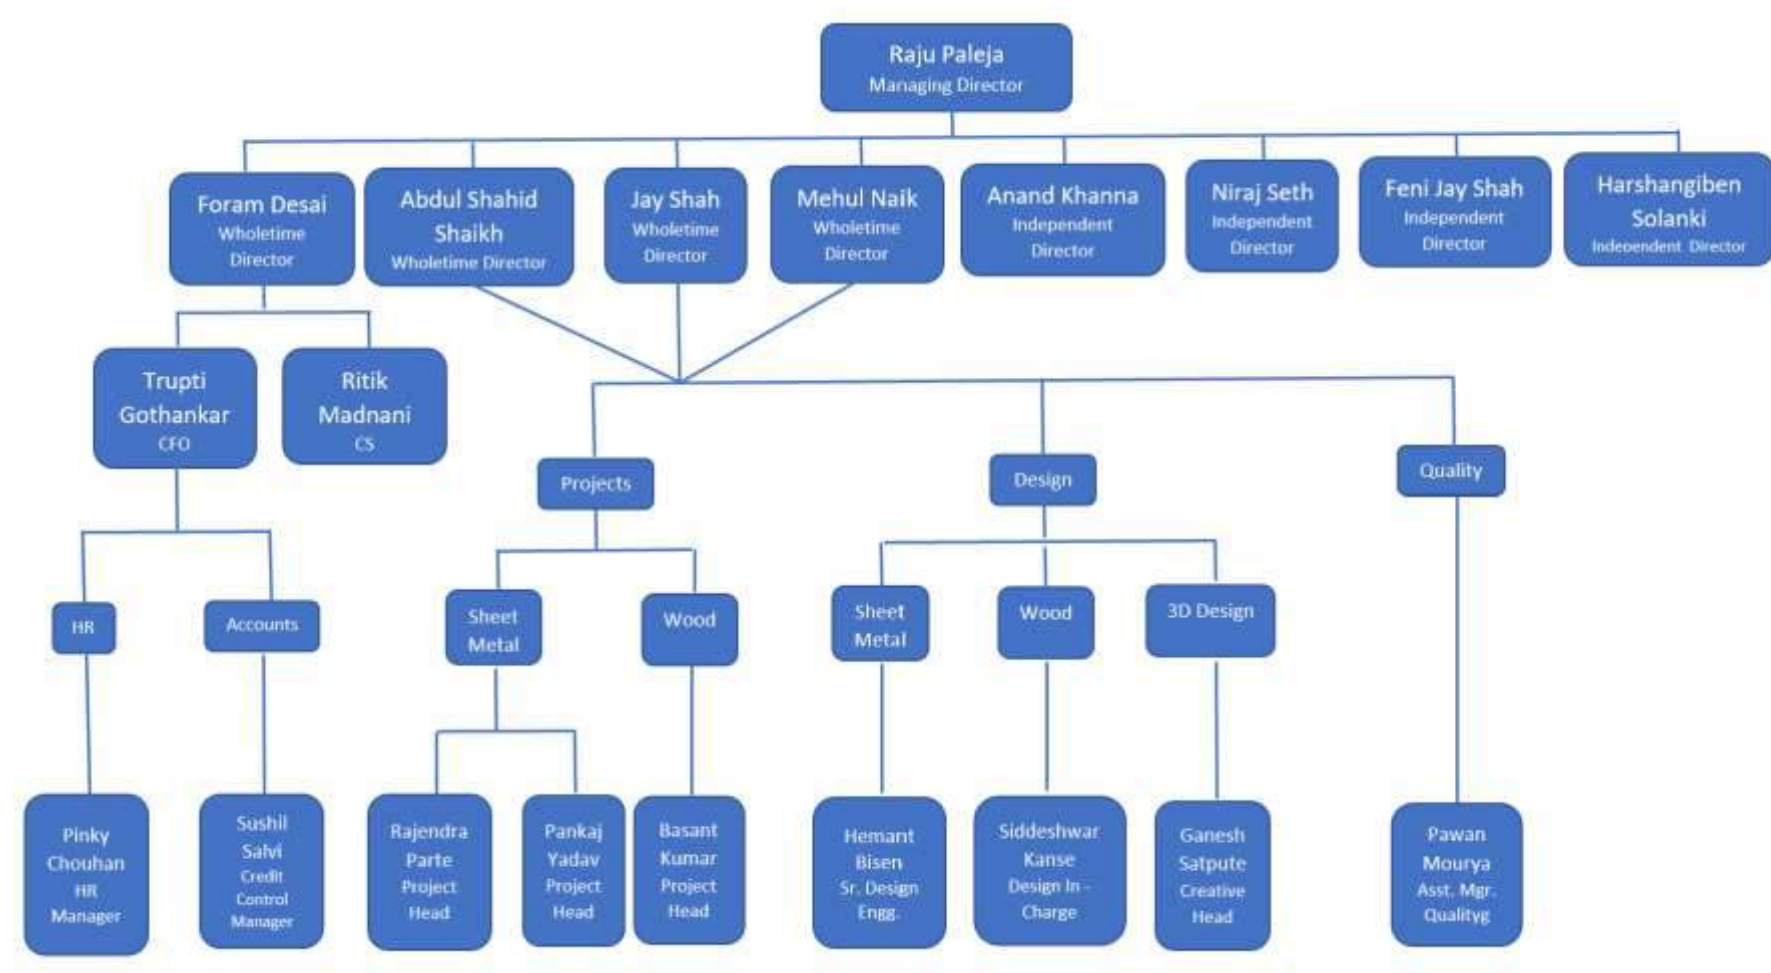 Raju Paleja
Managing Director
Foram Desai
Wholetime
Director
Abdul Shahid
Shaikh
Wholetime Director
Jay Shah
Wholetime
Director
Mehul Naik
Wholetime
Director
Anand Khanna
Independent
Director
Niraj Seth
Independent
Director
Feni Jay Shah
Independent
Director
Harshangiben
Solanki
Independent Director
Trupti
Gothankar
CFO
Ritik
Madnani
CS
Projects
Design
Quality
HR
Accounts
Sheet
Metal
Wood
Sheet
Metal
Wood
3D Design
Pinky
Chouhan
HR
Manager
Sushil
Salvi
Credit
Control
Manager
Rajendra
Parte
Project
Head
Pankaj
Yadav
Project
Head
Basant
Kumar
Project
Head
Hemant
Bisen
Sr. Design
Engg.
Siddeshwar
Kanse
Design In -
Charge
Ganesh
Satpute
Creative
Head
Pawan
Mourya
Asst. Mgr.
Qualityg